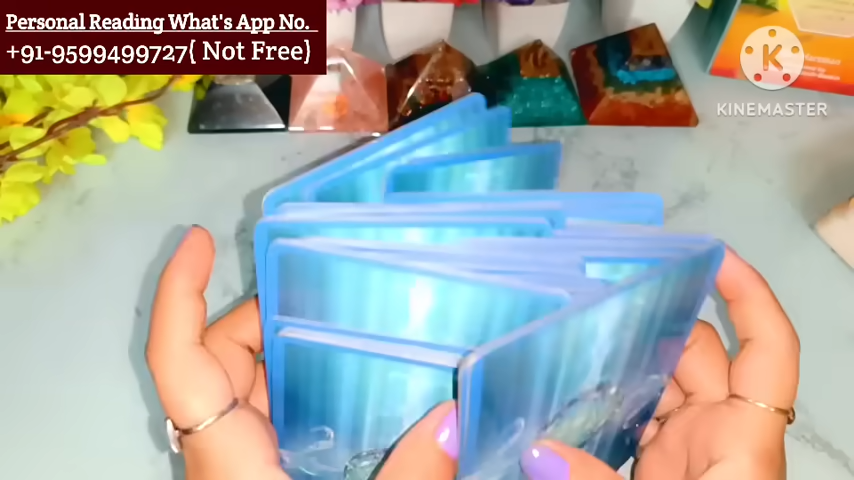 Personal Reading What's App No.
+91-9599499727{ Not Free}
K
KINEMASTER